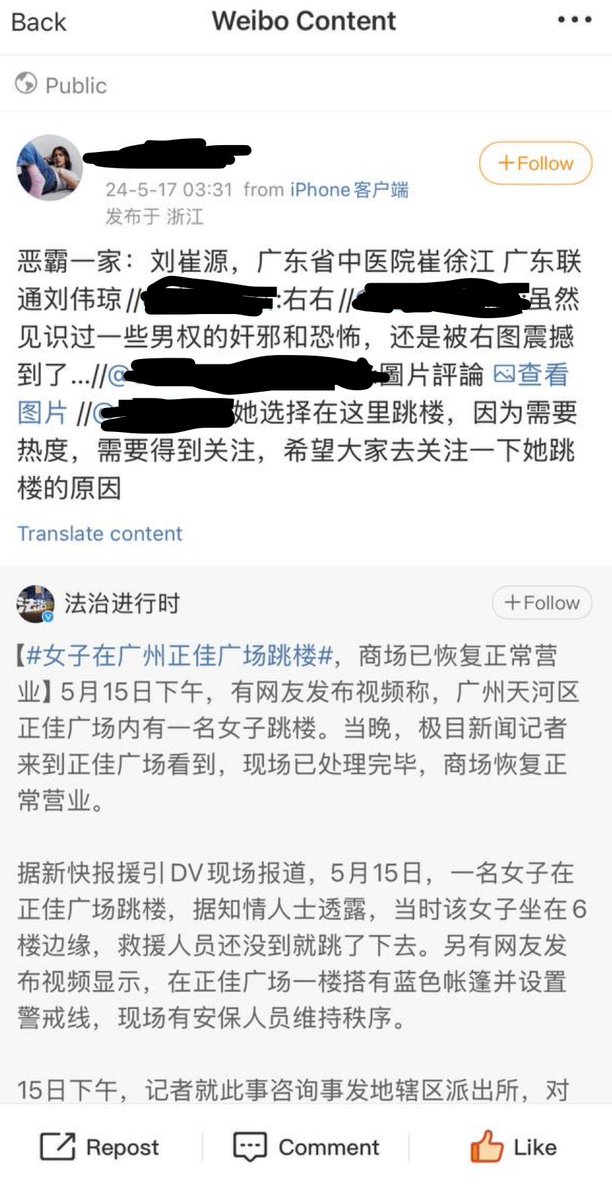 Back
Weibo Content
Public
+Follow
24-5-17 03:31 from iPhone客户端
发布于 浙江
恶霸一家：刘崔源，广东省中医院崔徐江 广东联
通刘伟琼//
:右右//
:虽然
见识过一些男权的奸邪和恐怖，还是被右图震撼
到了...//@
圖片評論 查看
图片 //@
她选择在这里跳楼，因为需要
热度，需要得到关注，希望大家去关注一下她跳
楼的原因
Translate content
法治进行时
+Follow
【#女子在广州正佳广场跳楼#，商场已恢复正常营
业】5月15日下午，有网友发布视频称，广州天河区
正佳广场内有一名女子跳楼。当晚，极目新闻记者
来到正佳广场看到，现场已处理完毕，商场恢复正
常营业。
据新快报援引DV现场报道，5月15日，一名女子在
正佳广场跳楼，据知情人士透露，当时该女子坐在6
楼边缘，救援人员还没到就跳了下去。另有网友发
布视频显示，在正佳广场一楼搭有蓝色帐篷并设置
警戒线，现场有安保人员维持秩序。
15日下午，记者就此事咨询事发地辖区派出所，对
Repost
Comment
Like